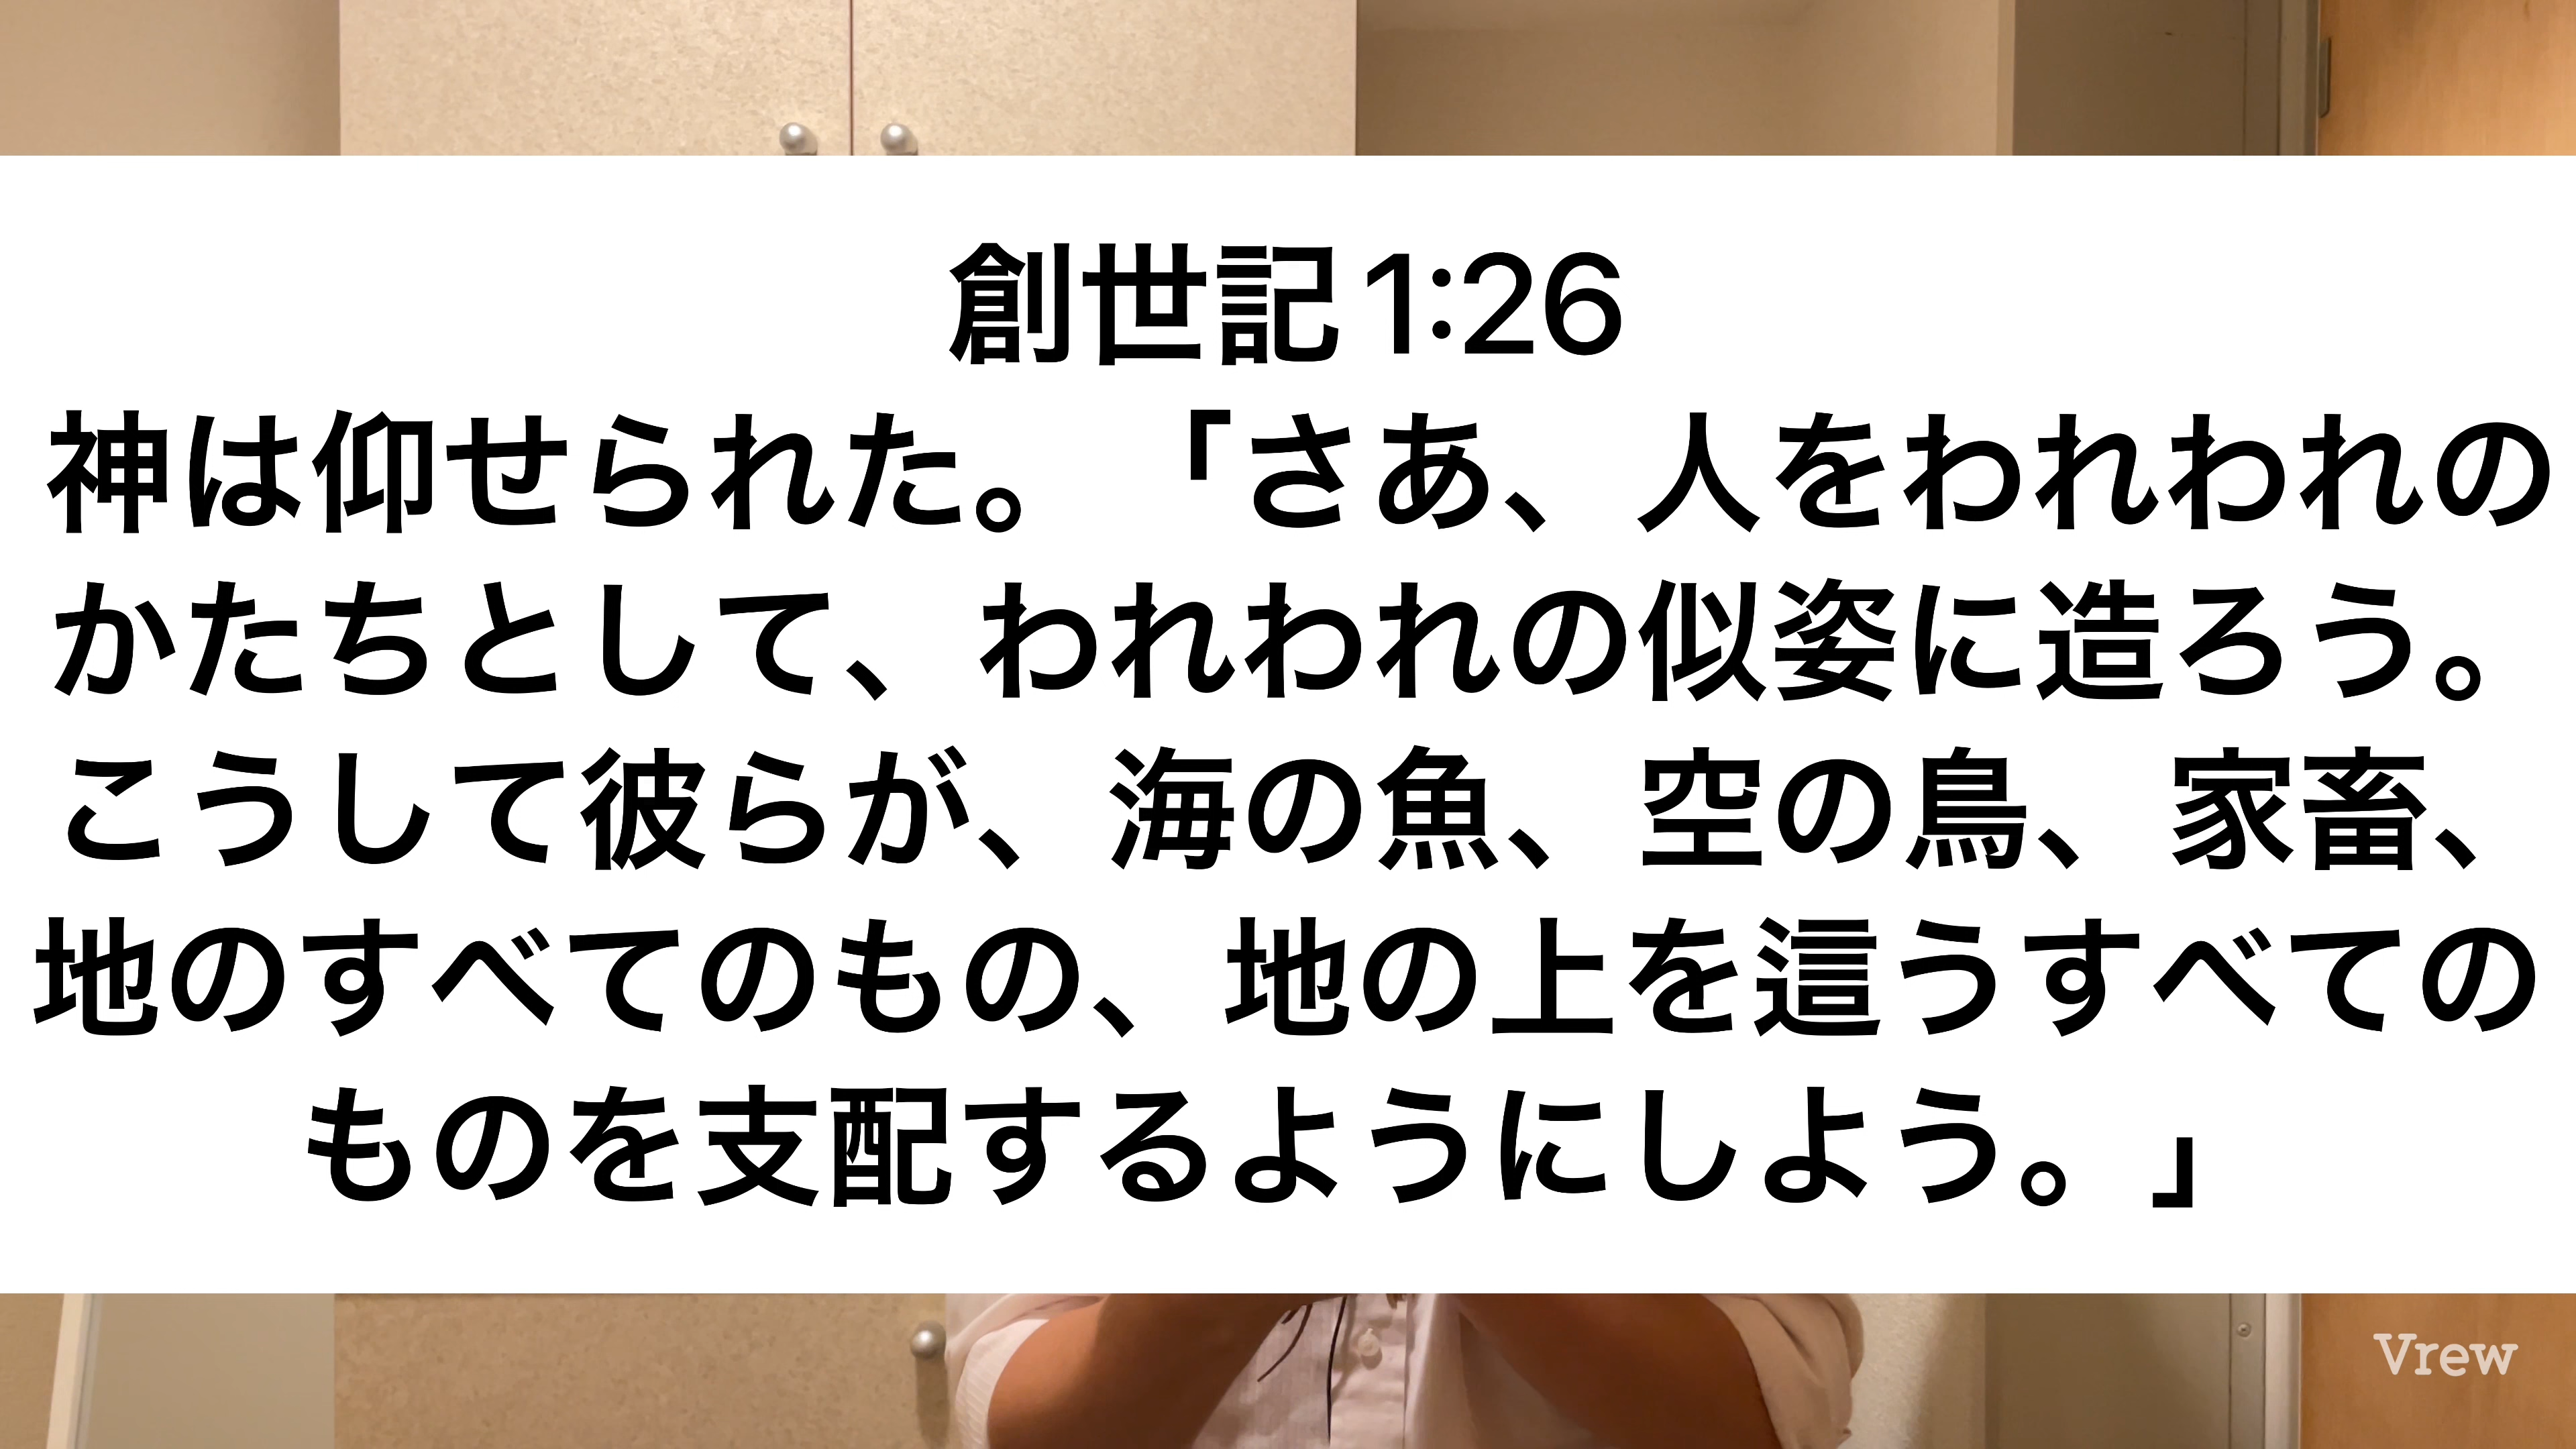 創世記1:26
神は仰せられた。「さあ、人をわれわれの
かたちとして、われわれの似姿に造ろう。
こうして彼らが、海の魚、空の鳥、家畜、
地のすべてのもの、地の上を這うすべての
ものを支配するようにしよう。」
Vrew